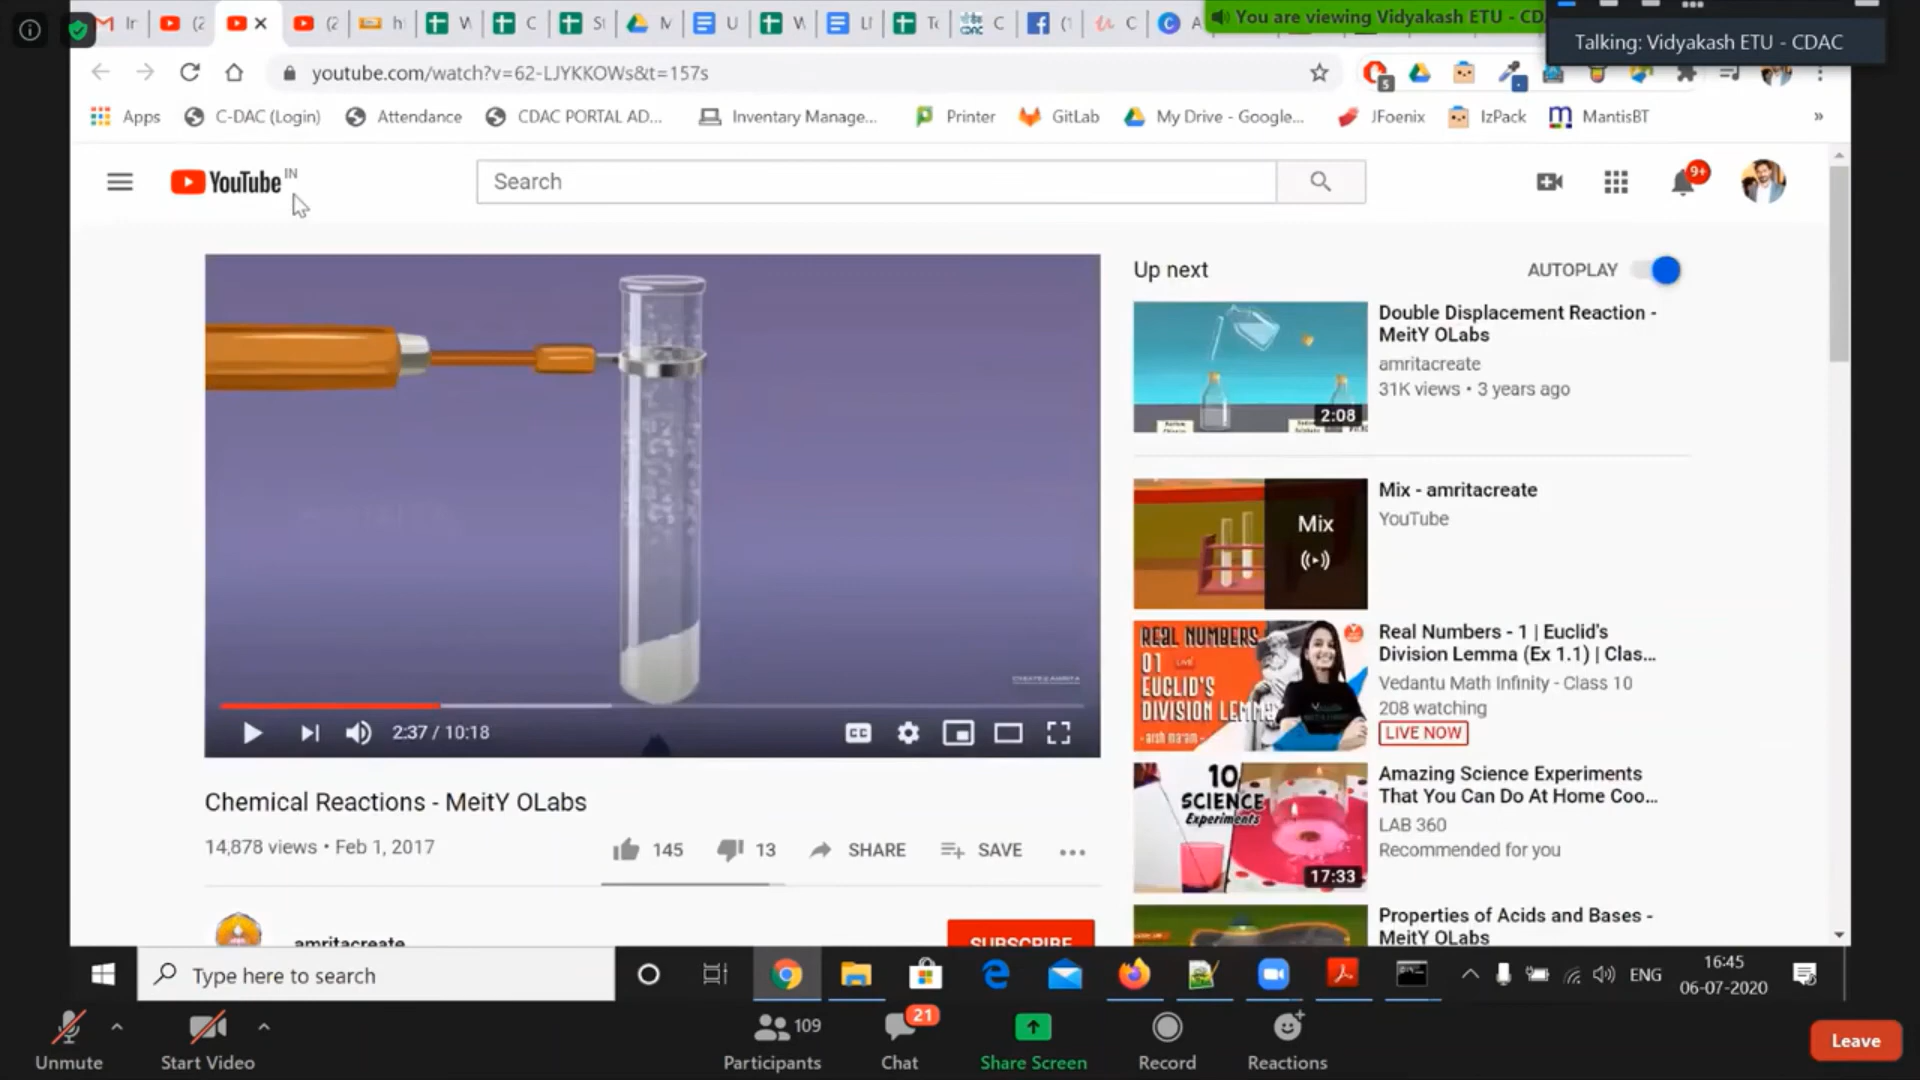 You are viewing Vidyakash ETU - CD
Talking: Vidyakash ETU - CDAC
youtube.com/watch?v=62-LJYKKOWs&t=157s
Apps
C-DAC (Login)
Attendance
CDAC PORTAL AD...
Inventory Manage...
Printer
GitLab
My Drive - Google...
JFoenix
IzPack
MantisBT
»
YouTube IN
Search
9+
Up next
AUTOPLAY
Double Displacement Reaction -
MeitY OLabs
amritacreate
31K views • 3 years ago
2:08
Mix
Mix - amritacreate
YouTube
REAL NUMBERS
01 LIVE
EUCLID'S
DIVISION LEMMA
- arsh ma'am -
Real Numbers - 1 | Euclid's
Division Lemma (Ex 1.1) | Clas...
Vedantu Math Infinity - Class 10
208 watching
LIVE NOW
2:37 / 10:18
CC
Chemical Reactions - MeitY OLabs
14,878 views • Feb 1, 2017
145
13
SHARE
SAVE
10
SCIENCE
Experiments
17:33
Amazing Science Experiments
That You Can Do At Home Coo...
LAB 360
Recommended for you
Properties of Acids and Bases -
MeitY OLabs
amritacreate
SUBSCRIBE
Type here to search
ENG
16:45
06-07-2020
Unmute
Start Video
109
Participants
21
Chat
Share Screen
Record
Reactions
Leave